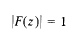 |F(z)| = 1